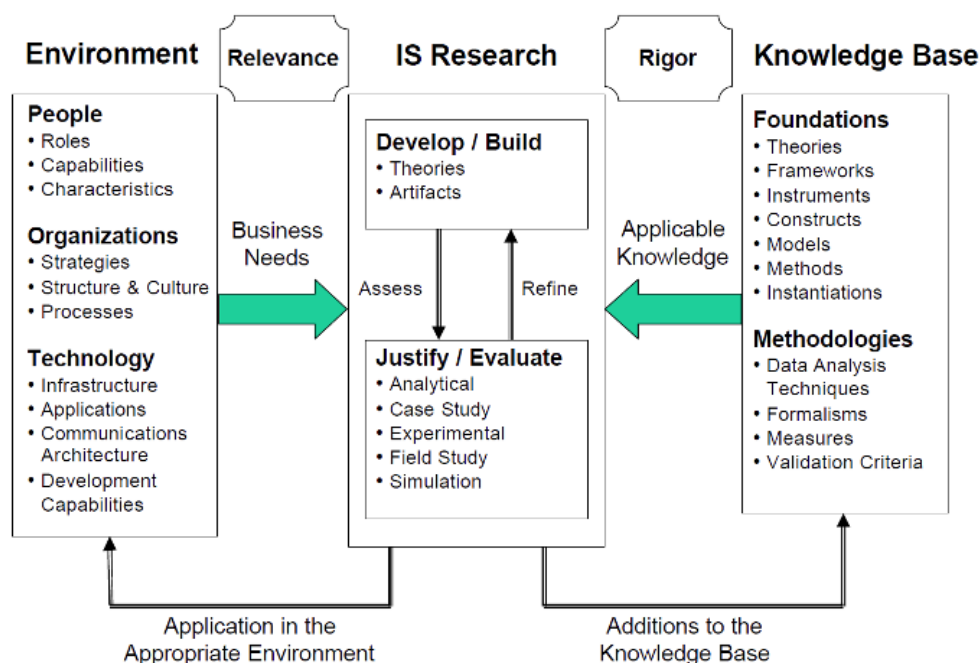 Environment
Relevance
IS Research
Rigor
Knowledge Base
People
• Roles
• Capabilities
• Characteristics
Organizations
• Strategies
• Structure & Culture
• Processes
Technology
• Infrastructure
• Applications
• Communications
Architecture
• Development
Capabilities
Business
Needs
Develop / Build
• Theories
• Artifacts
Assess
Refine
Justify / Evaluate
• Analytical
• Case Study
• Experimental
• Field Study
• Simulation
Applicable
Knowledge
Foundations
• Theories
• Frameworks
• Instruments
• Constructs
• Models
• Methods
• Instantiations
Methodologies
• Data Analysis
Techniques
• Formalisms
• Measures
• Validation Criteria
Application in the
Appropriate Environment
Additions to the
Knowledge Base